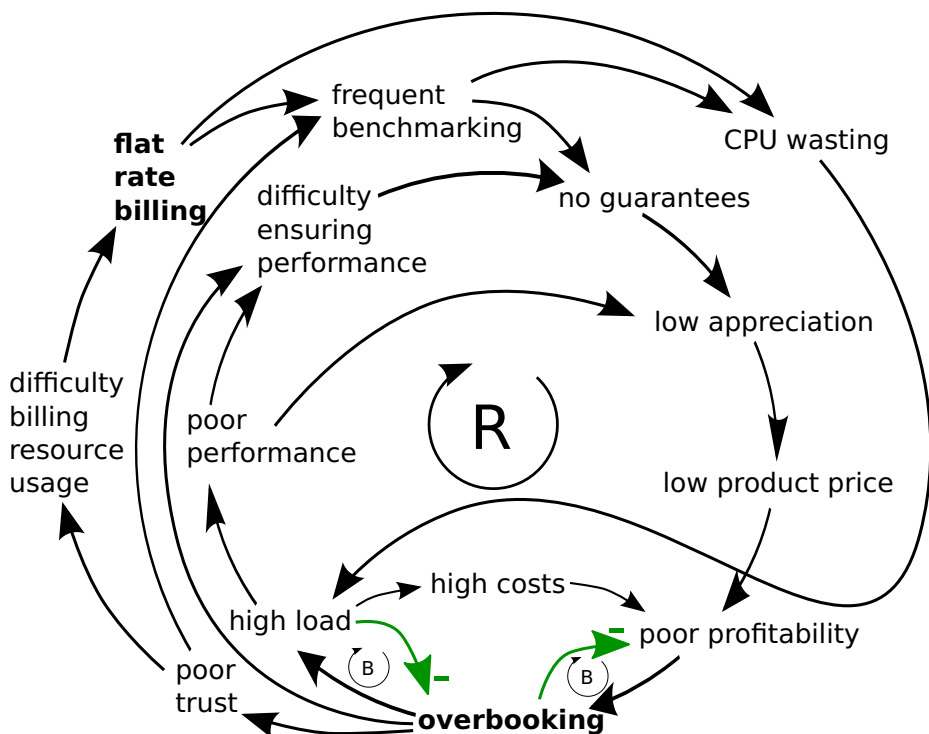 frequent
benchmarking
CPU wasting
flat
rate
billing
difficulty
ensuring
performance
no guarantees
low appreciation
difficulty
billing
resource
usage
poor
performance
R
low product price
high costs
high load
poor profitability
B
-
-
B
poor
trust
overbooking